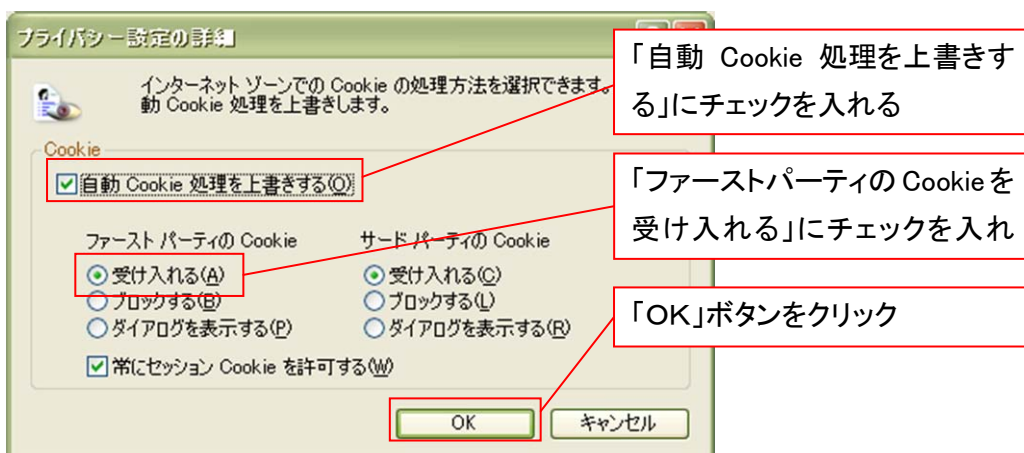 プライバシー設定の詳細
インターネット ゾーンでの Cookie の処理方法を選択できます。
動 Cookie 処理を上書きします。
Cookie
自動 Cookie 処理を上書きする(O)
ファースト パーティの Cookie
サード パーティの Cookie
受け入れる(A)
受け入れる(C)
ブロックする(B)
ブロックする(L)
ダイアログを表示する(P)
ダイアログを表示する(R)
常にセッション Cookie を許可する(W)
OK
キャンセル
「自動 Cookie 処理を上書きす
る」にチェックを入れる
「ファーストパーティの Cookie を
受け入れる」にチェックを入れ
「OK」ボタンをクリック